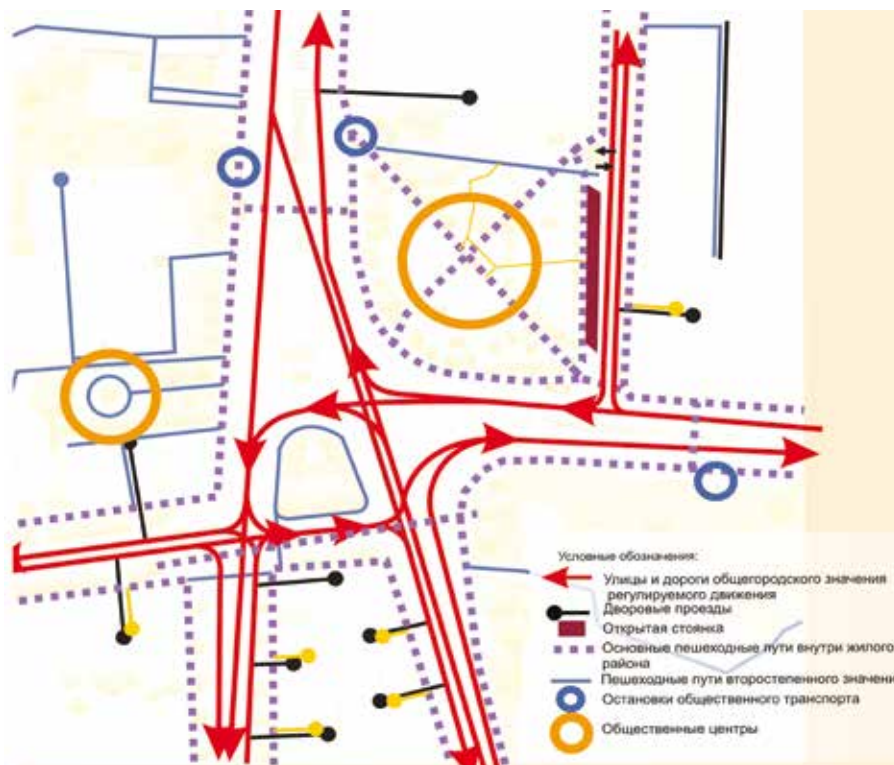 Условные обозначения:
Улицы и дороги общегородского значения
регулируемого движения
Дворовые проезды
Открытая стоянка
Основные пешеходные пути внутри жилого
района
Пешеходные пути второстепенного значени
Остановки общественного транспорта
Общественные центры